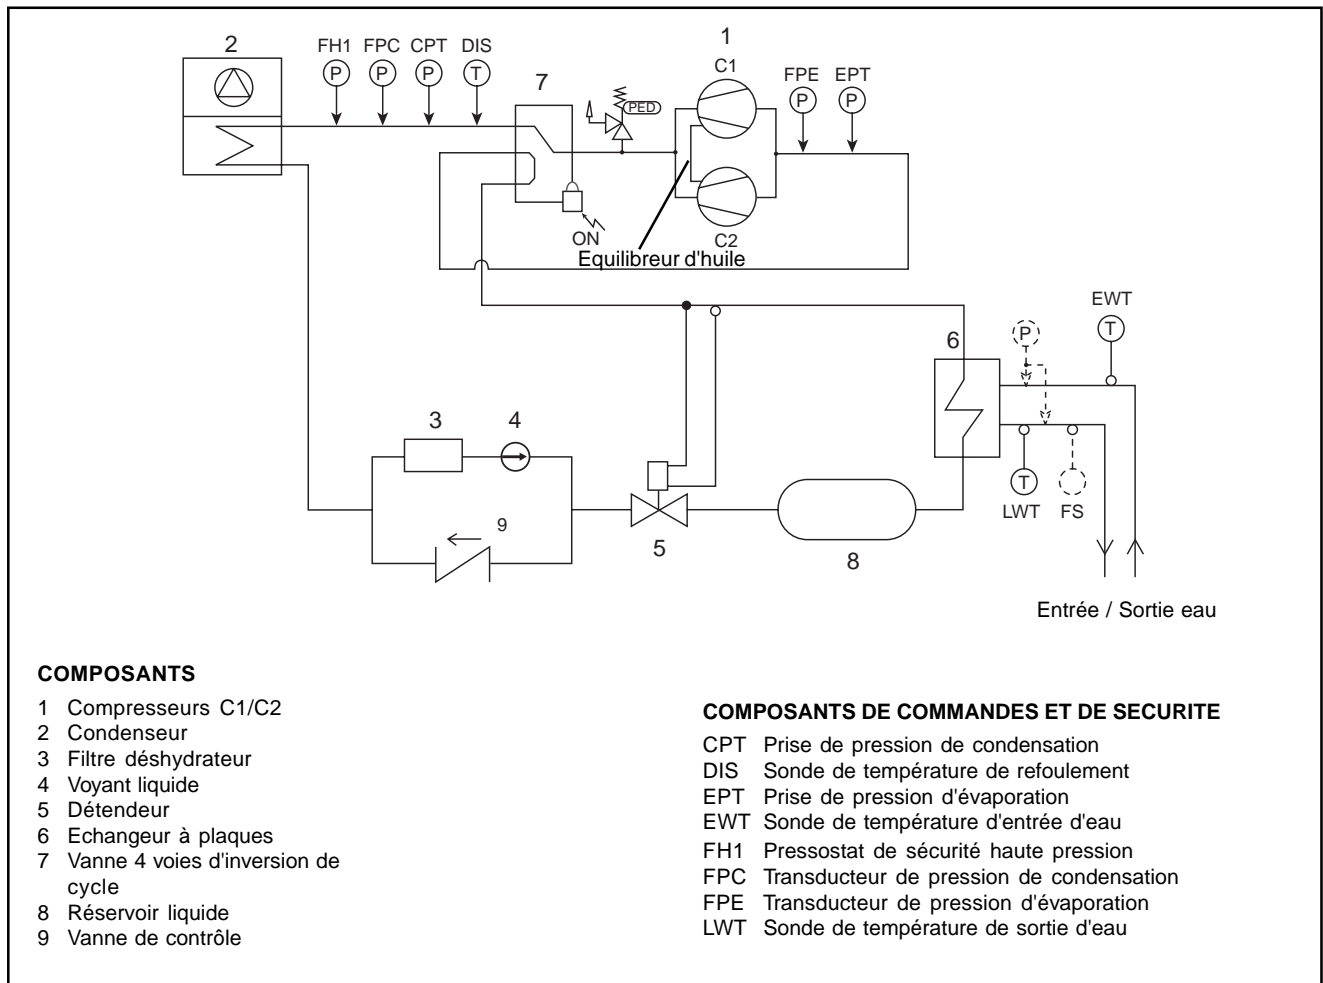 1
2
FH1 FPC CPT DIS
P P P T
7
C1
PED
FPE EPT
P P
ON
C2
Equilibreur d'huile
EWT
T
P
6
3
4
9
5
8
T
LWT FS
Entrée / Sortie eau
COMPOSANTS
1 Compresseurs C1/C2
2 Condenseur
3 Filtre déshydrateur
4 Voyant liquide
5 Détendeur
6 Echangeur à plaques
7 Vanne 4 voies d'inversion de
cycle
8 Réservoir liquide
9 Vanne de contrôle
COMPOSANTS DE COMMANDES ET DE SECURITE
CPT Prise de pression de condensation
DIS Sonde de température de refoulement
EPT Prise de pression d'évaporation
EWT Sonde de température d'entrée d'eau
FH1 Pressostat de sécurité haute pression
FPC Transducteur de pression de condensation
FPE Transducteur de pression d'évaporation
LWT Sonde de température de sortie d'eau